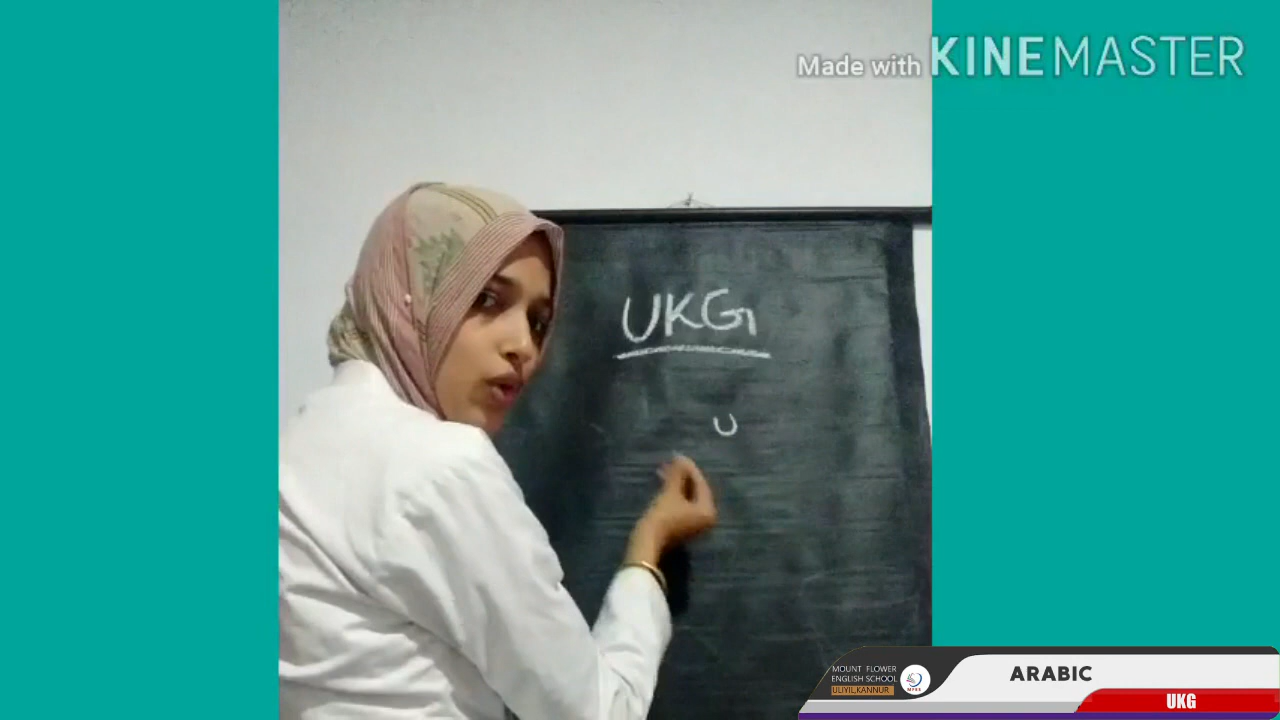 Made with KINEMASTER
UKG
U
MOUNT FLOWER
ENGLISH SCHOOL
ULIYIL,KANNUR
ARABIC
UKG